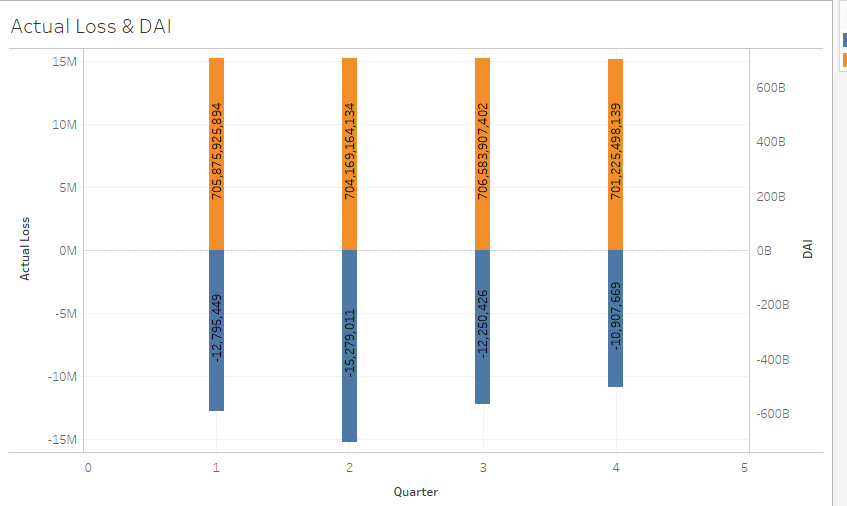 Actual Loss & DAI
15M
10M
5M
0M
-5M
-10M
-15M
Actual Loss
705,875,925,894
704,169,164,134
706,583,907,402
701,225,498,139
-12,795,449
-15,279,011
-12,250,426
-10,907,669
600B
400B
200B
0B
-200B
-400B
-600B
DAI
0
1
2
3
4
5
Quarter